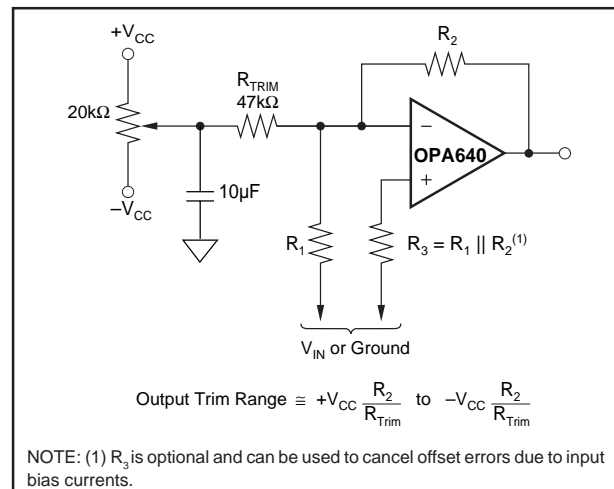 +VCC
R2
RTRIM
47kΩ
20kΩ
–
OPA640
+
10µF
–VCC
R1
R3 = R1 || R2(1)
VIN or Ground
Output Trim Range ≅ +VCC R2/RTrim to –VCC R2/RTrim
NOTE: (1) R3 is optional and can be used to cancel offset errors due to input
bias currents.